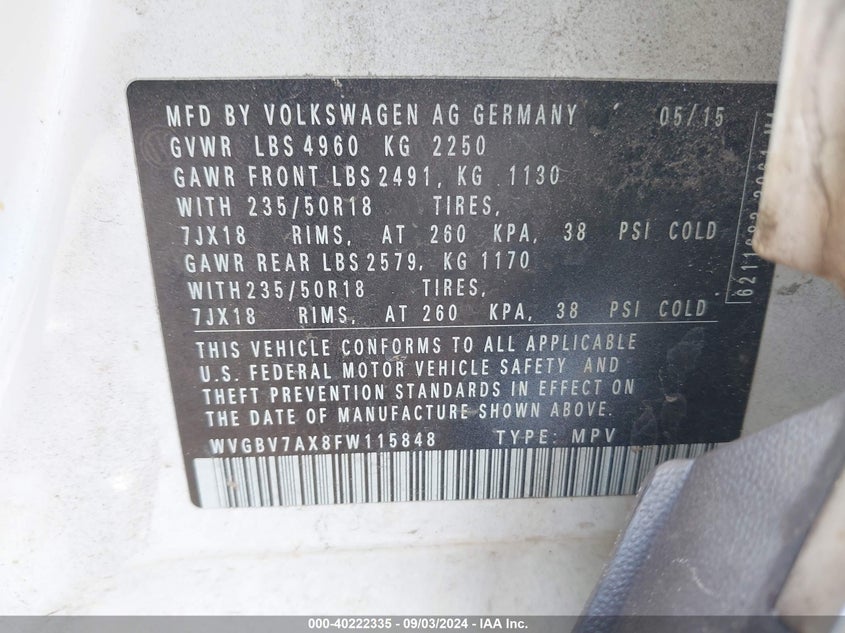 MFD BY VOLKSWAGEN AG GERMANY 05/15
GVWR LBS 4960 KG 2250
GAWR FRONT LBS 2491, KG 1130
WITH 235/50R18 TIRES,
7JX18 RIMS, AT 260 KPA, 38 PSI COLD
GAWR REAR LBS 2579, KG 1170
WITH 235/50R18 TIRES,
7JX18 RIMS, AT 260 KPA, 38 PSI COLD
THIS VEHICLE CONFORMS TO ALL APPLICABLE
U.S. FEDERAL MOTOR VEHICLE SAFETY AND
THEFT PREVENTION STANDARDS IN EFFECT ON
THE DATE OF MANUFACTURE SHOWN ABOVE.
WVGBV7AX8FW115848 TYPE: MPV
000-40222335 - 09/03/2024 - IAA Inc.